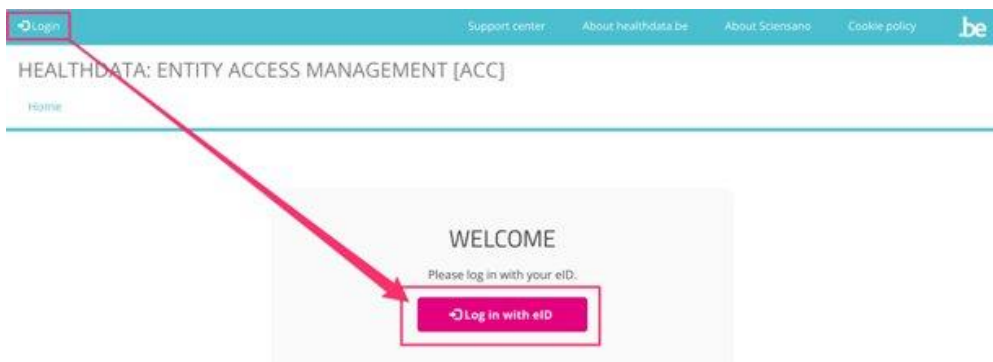 Login Support center About healthdata.be About Sciensano Cookie policy .be
HEALTHDATA: ENTITY ACCESS MANAGEMENT [ACC]
Home
WELCOME
Please log in with your eID.
Log in with eID